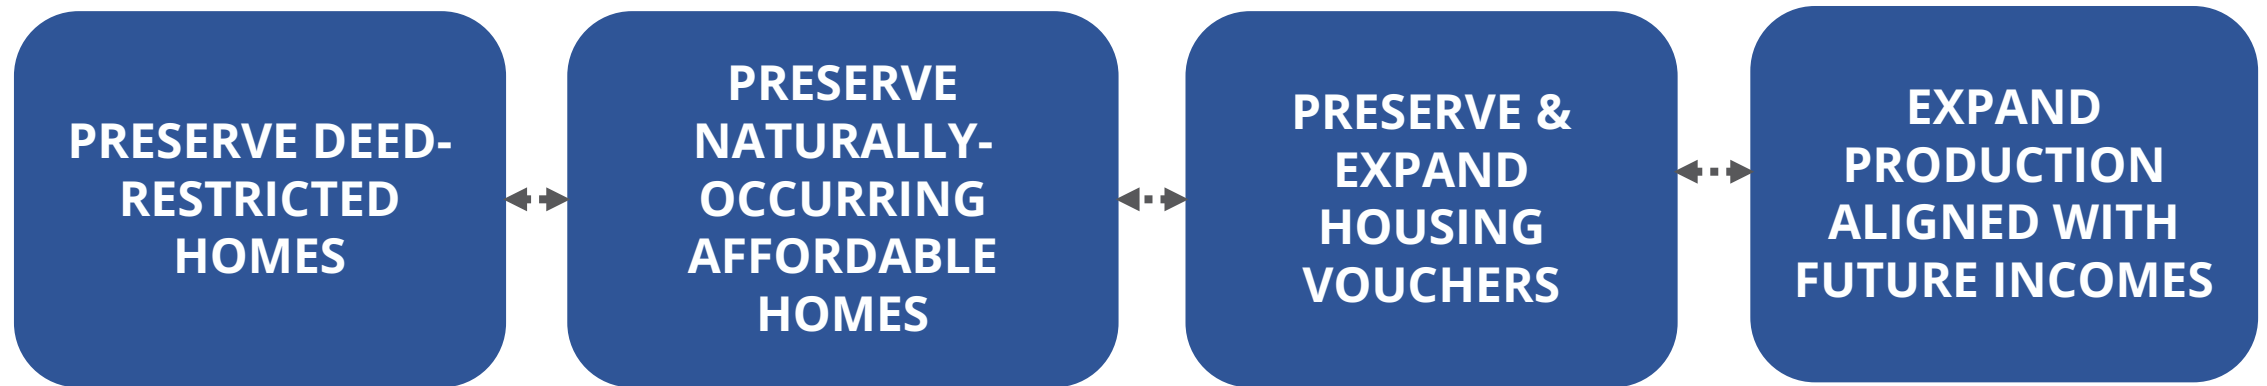 PRESERVE DEED-
RESTRICTED
HOMES
PRESERVE
NATURALLY-
OCCURRING
AFFORDABLE
HOMES
PRESERVE &
EXPAND
HOUSING
VOUCHERS
EXPAND
PRODUCTION
ALIGNED WITH
FUTURE INCOMES